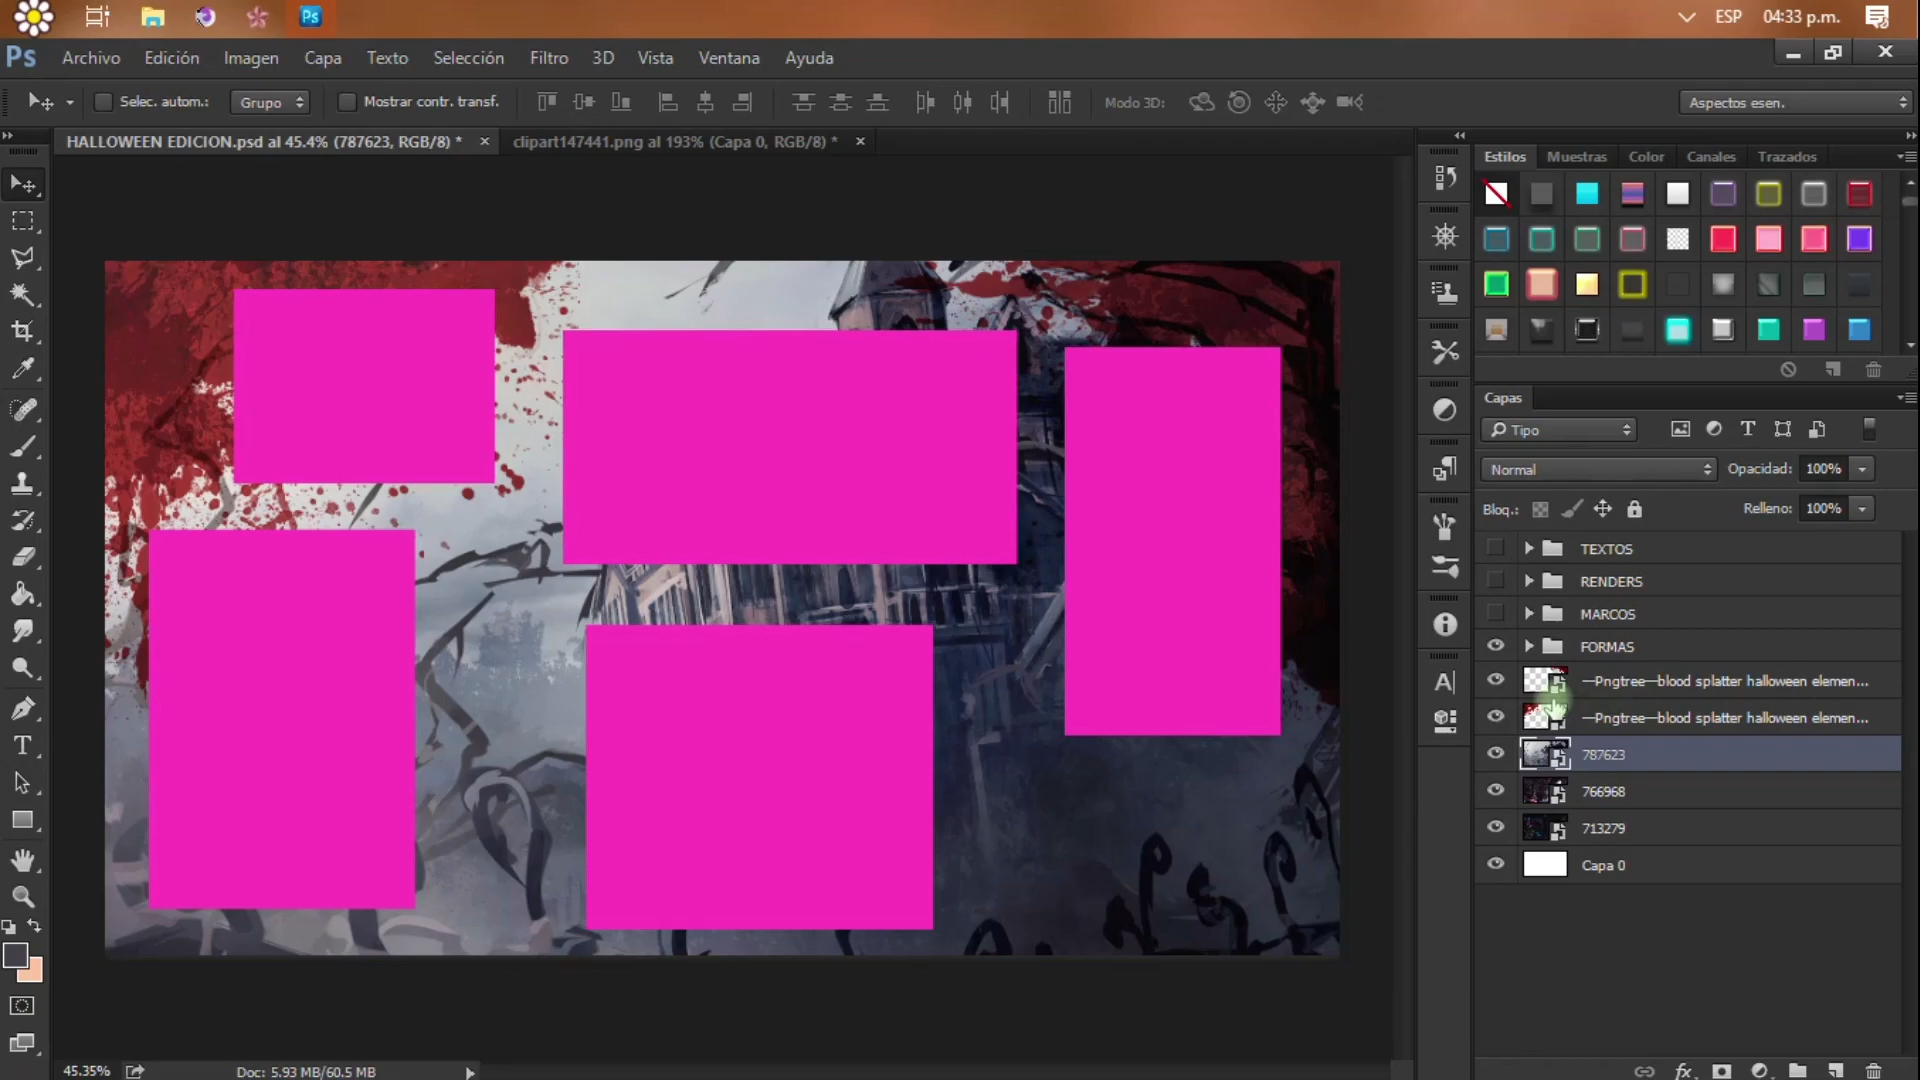 Ps
ESP
04:33 p.m.
Ps
Archivo
Edición
Imagen
Capa
Texto
Selección
Filtro
3D
Vista
Ventana
Ayuda
Selec. autom.:
Grupo
Mostrar contr. transf.
Modo 3D:
Aspectos esen.
HALLOWEEN EDICION.psd al 45.4% (787623, RGB/8) *
clipart147441.png al 193% (Capa 0, RGB/8) *
Estilos
Muestras
Color
Canales
Trazados
Capas
Tipo
Normal
Opacidad: 100%
Bloq.:
Relleno: 100%
TEXTOS
RENDERS
MARCOS
FORMAS
—Pngtree—blood splatter halloween elemen...
—Pngtree—blood splatter halloween elemen...
787623
766968
713279
Capa 0
45.35%
Doc: 5.93 MB/60.5 MB
fx